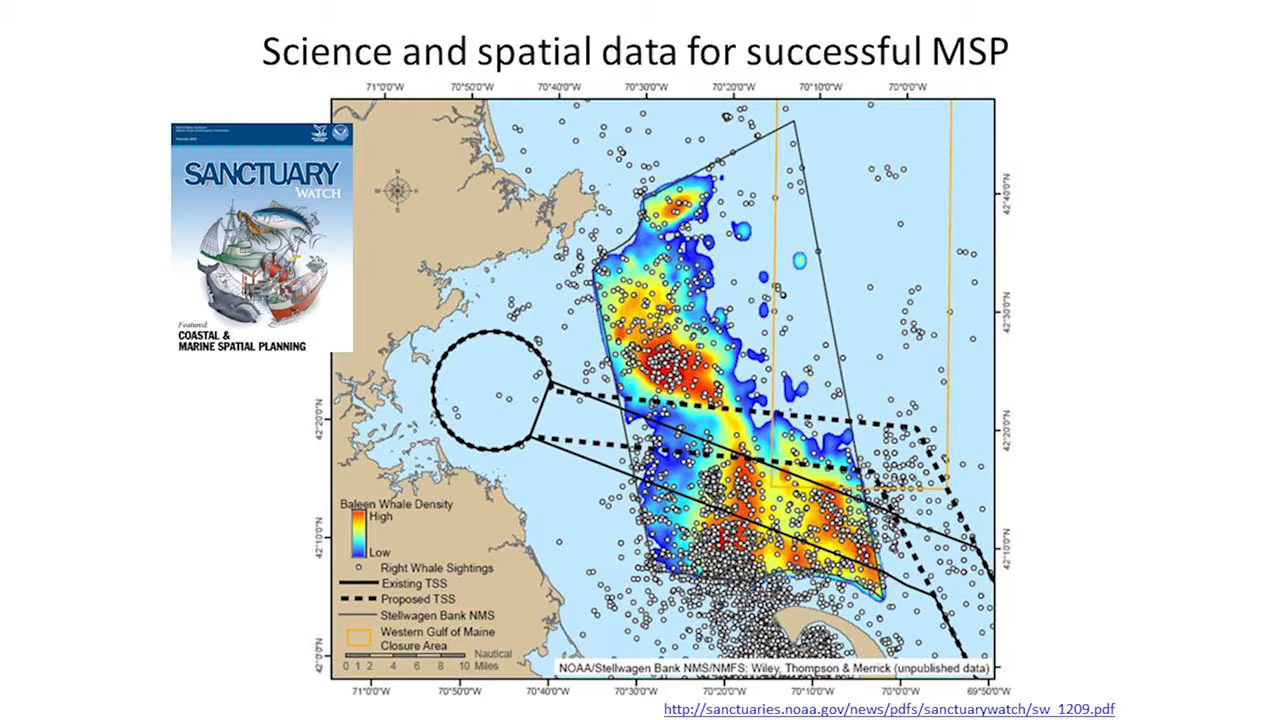 Science and spatial data for successful MSP
71°0'0"W 70°50'0"W 70°40'0"W 70°30'0"W 70°20'0"W 70°10'0"W 70°0'0"W
SANCTUARY
WATCH
Featured:
COASTAL &
MARINE SPATIAL PLANNING
N
W
42°40'0"N
42°30'0"N
42°20'0"N
42°20'0"N
42°10'0"N
42°10'0"N
42°0'0"N
Baleen Whale Density
High
Low
Right Whale Sightings
Existing TSS
Proposed TSS
Stellwagen Bank NMS
Western Gulf of Maine
Closure Area
Nautical
0 1 2 4 6 8 10 Miles
NOAA/Stellwagen Bank NMS/NMFS: Wiley, Thompson & Merrick (unpublished data)
71°0'0"W 70°50'0"W 70°40'0"W 70°30'0"W 70°20'0"W 70°10'0"W 70°0'0"W 69°50'0"W
http://sanctuaries.noaa.gov/news/pdfs/sanctuarywatch/sw_1209.pdf